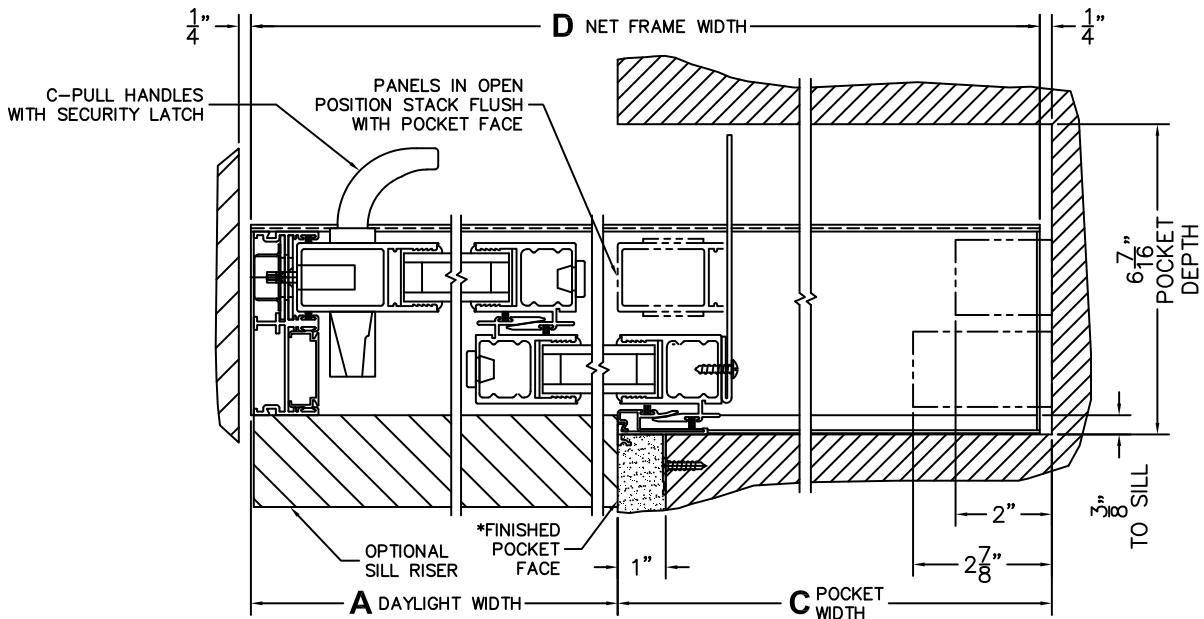 1/4"
D NET FRAME WIDTH
1/4"
C-PULL HANDLES
WITH SECURITY LATCH
PANELS IN OPEN
POSITION STACK FLUSH
WITH POCKET FACE
6 7/16"
POCKET
DEPTH
OPTIONAL
SILL RISER
*FINISHED
POCKET
FACE
1"
2"
2 7/8"
3/8"
TO SILL
A DAYLIGHT WIDTH
C POCKET
WIDTH